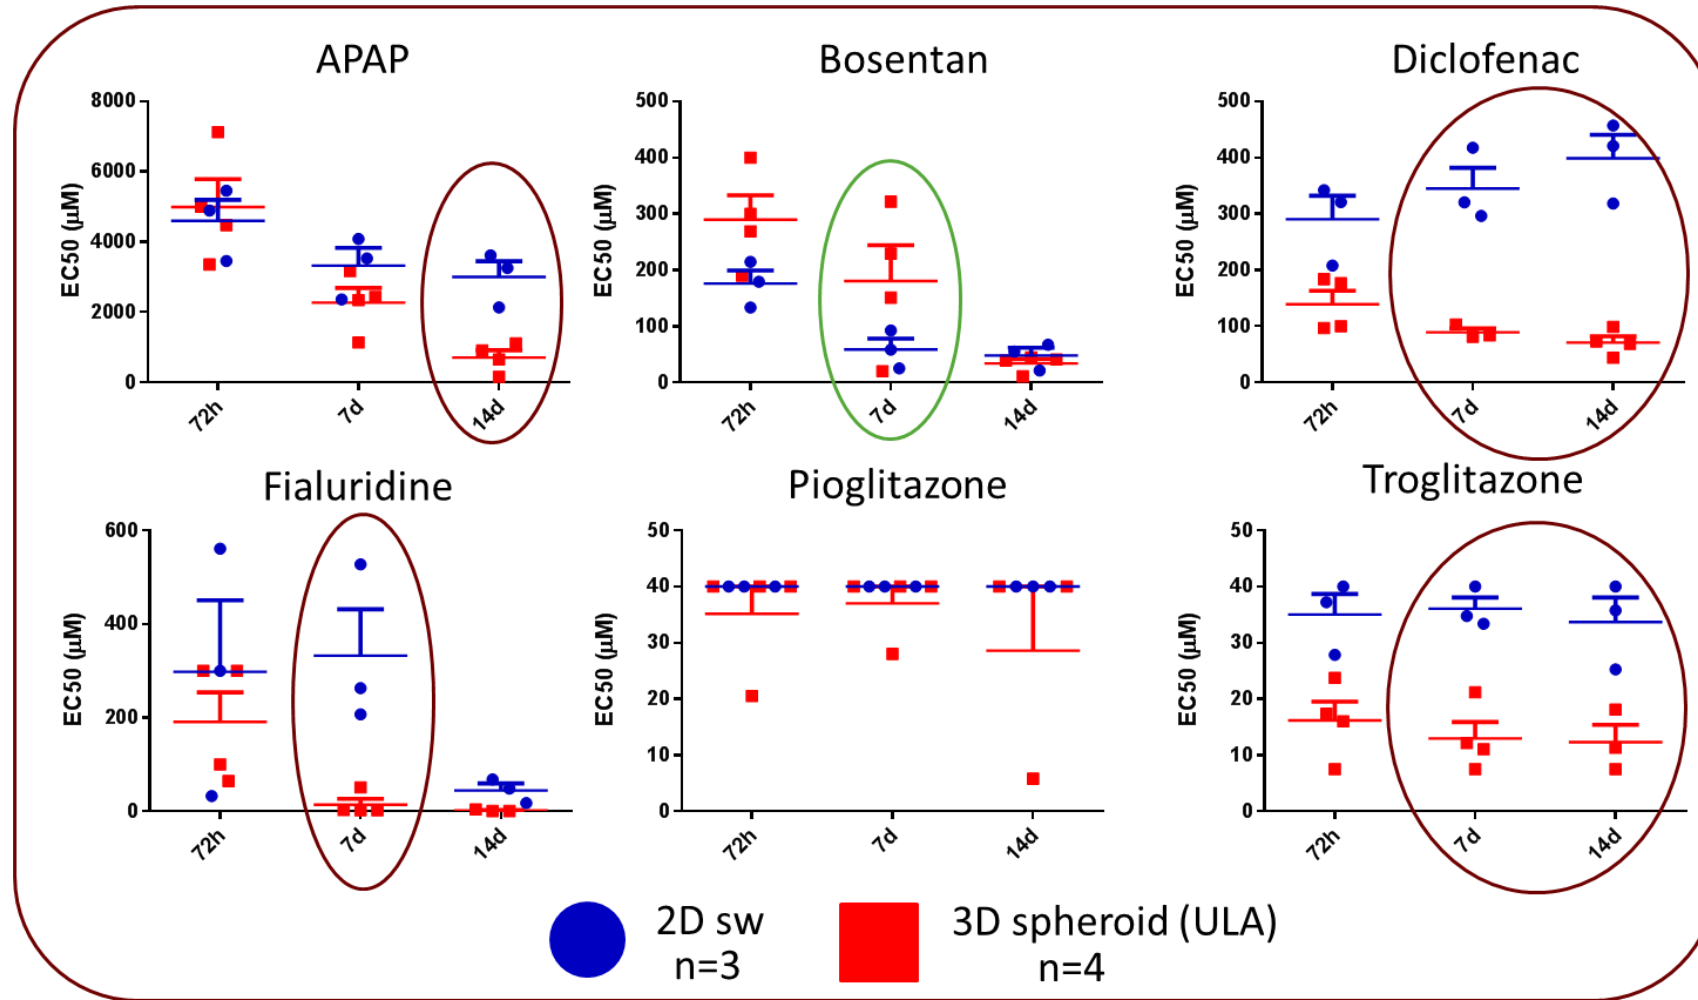 APAP
8000
6000
4000
2000
0
EC50 (μM)
72h
7d
14d
Bosentan
500
400
300
200
100
0
EC50 (μM)
72h
7d
14d
Diclofenac
500
400
300
200
100
0
EC50 (μM)
72h
7d
14d
Fialuridine
600
400
200
0
EC50 (μM)
72h
7d
14d
Pioglitazone
50
40
30
20
10
0
EC50 (μM)
72h
7d
14d
Troglitazone
50
40
30
20
10
0
EC50 (μM)
72h
7d
14d
2D sw
n=3
3D spheroid (ULA)
n=4